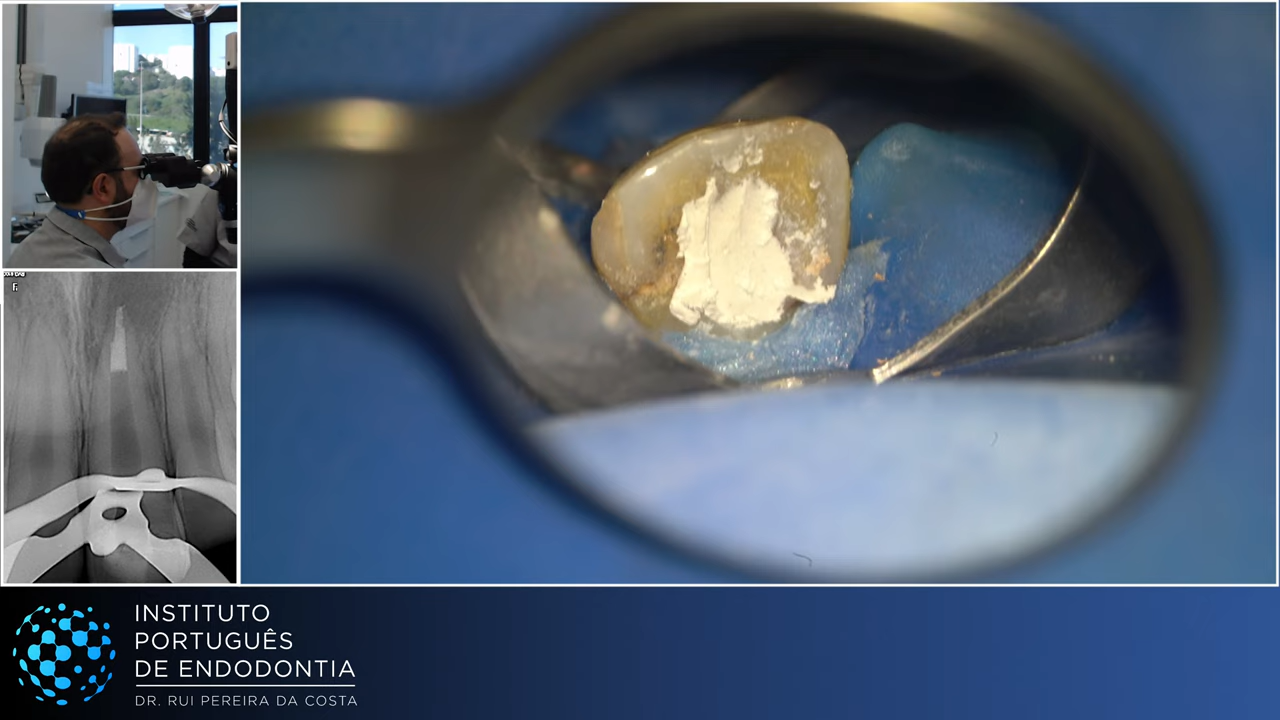 INSTITUTO
PORTUGUÊS
DE ENDODONTIA
DR. RUI PEREIRA DA COSTA